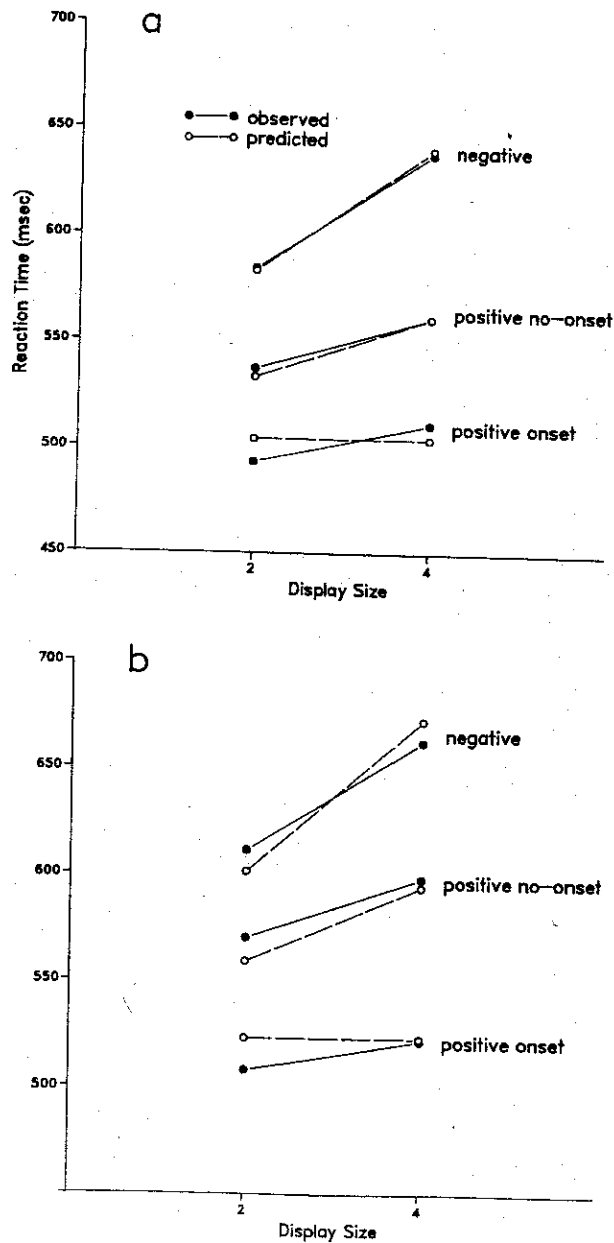 a
700
650
600
550
500
450
Reaction Time (msec)
observed
predicted
negative
positive no-onset
positive onset
2
4
Display Size
b
700
650
600
550
500
negative
positive no-onset
positive onset
2
4
Display Size